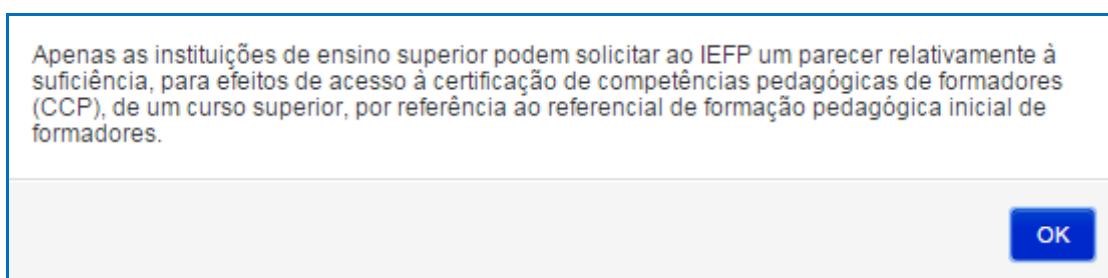 Apenas as instituições de ensino superior podem solicitar ao IEFP um parecer relativamente à
suficiência, para efeitos de acesso à certificação de competências pedagógicas de formadores
(CCP), de um curso superior, por referência ao referencial de formação pedagógica inicial de
formadores.
OK